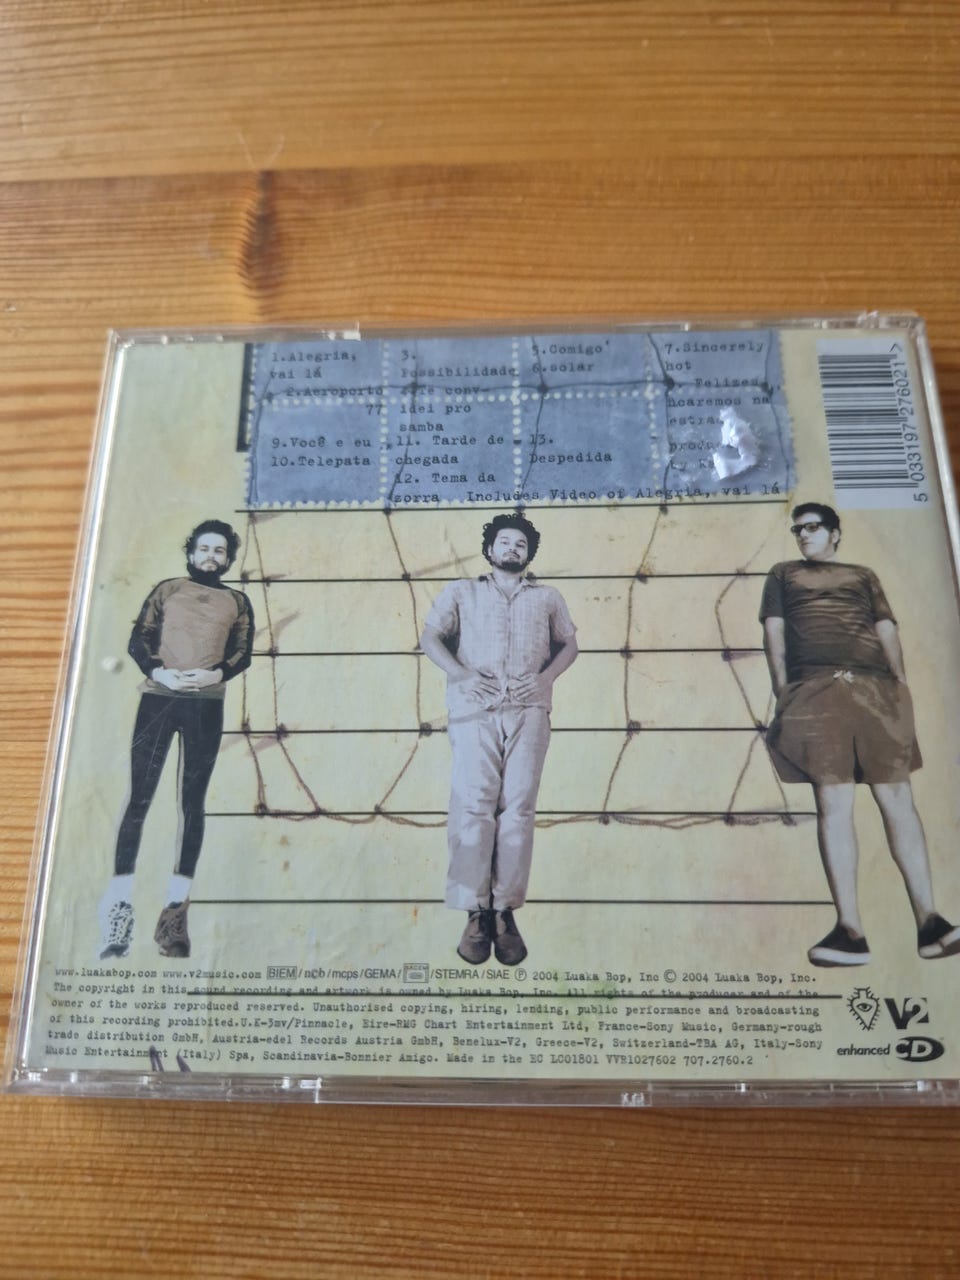 1.Alegria,
vai lá
2.Aeroporto
77
3.
Possibilidade
4.Te conv-
idei pro
samba
5.Comigo
6.solar
7.Sincerely
hot
8. Felizes,
ficaremos na
estrada
9.Você e eu
10.Telepata
11. Tarde de
chegada
12. Tema da
zorra
13.
Despedida
Includes Video of Alegria, vai lá
5 033197 276021 >
www.luakabop.com www.v2music.com BIEM / ncb / mcps / GEMA / SACEM / STEMRA / SIAE Ⓟ 2004 Luaka Bop, Inc © 2004 Luaka Bop, Inc.
The copyright in this sound recording and artwork is owned by Luaka Bop, Inc. All rights of the producer and of the
owner of the works reproduced reserved. Unauthorised copying, hiring, lending, public performance and broadcasting
of this recording prohibited.U.K-3mv/Pinnacle, Eire-RMG Chart Entertainment Ltd, France-Sony Music, Germany-rough
trade distribution GmbH, Austria-edel Records Austria GmbH, Benelux-V2, Greece-V2, Switzerland-TBA AG, Italy-Sony
Music Entertainment (Italy) Spa, Scandinavia-Bonnier Amigo. Made in the EC LC01801 VVR1027602 707.2760.2
V2
enhanced CD